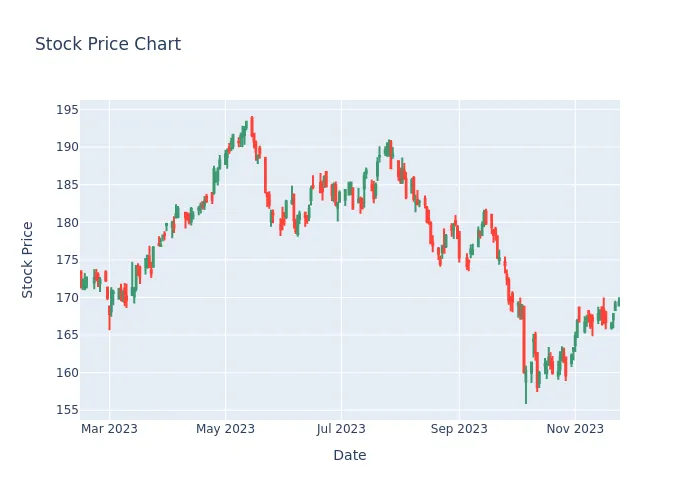 Stock Price Chart
195
190
185
180
175
170
165
160
155
Stock Price
Mar 2023
May 2023
Jul 2023
Sep 2023
Nov 2023
Date